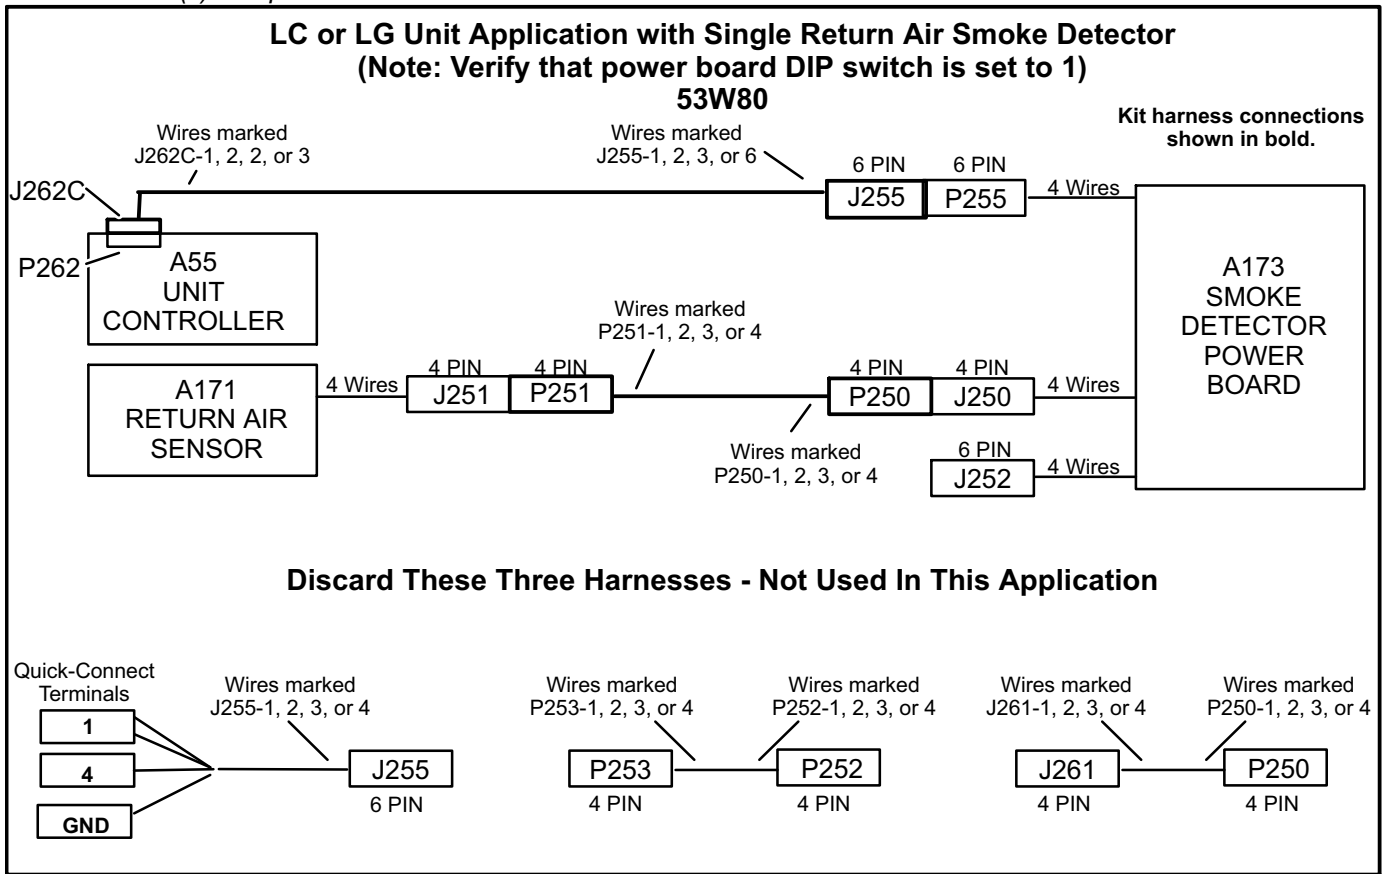 LC or LG Unit Application with Single Return Air Smoke Detector
(Note: Verify that power board DIP switch is set to 1)
53W80
Kit harness connections
shown in bold.
Wires marked
J262C-1, 2, 2, or 3
Wires marked
J255-1, 2, 3, or 6
6 PIN
6 PIN
J262C
J255
P255
4 Wires
P262
A55
UNIT
CONTROLLER
A173
SMOKE
DETECTOR
POWER
BOARD
Wires marked
P251-1, 2, 3, or 4
A171
RETURN AIR
SENSOR
4 Wires
4 PIN
4 PIN
J251
P251
4 PIN
4 PIN
P250
J250
4 Wires
Wires marked
P250-1, 2, 3, or 4
6 PIN
J252
4 Wires
Discard These Three Harnesses - Not Used In This Application
Quick-Connect
Terminals
1
4
GND
Wires marked
J255-1, 2, 3, or 4
J255
6 PIN
Wires marked
P253-1, 2, 3, or 4
Wires marked
P252-1, 2, 3, or 4
P253
P252
4 PIN
4 PIN
Wires marked
J261-1, 2, 3, or 4
Wires marked
P250-1, 2, 3, or 4
J261
P250
4 PIN
4 PIN